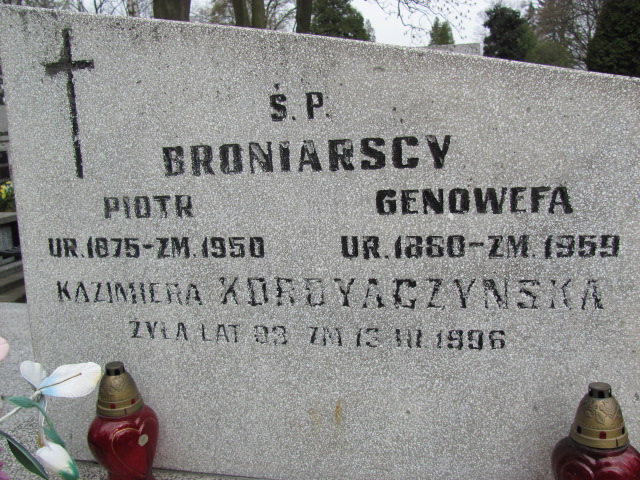 Ś.P.
BRONIARSCY
PIOTR GENOWEFA
UR.1875-ZM.1950 UR.1860-ZM.1959
KAZIMIERA
ŻYŁA LAT 93 ZM 13 III 1996